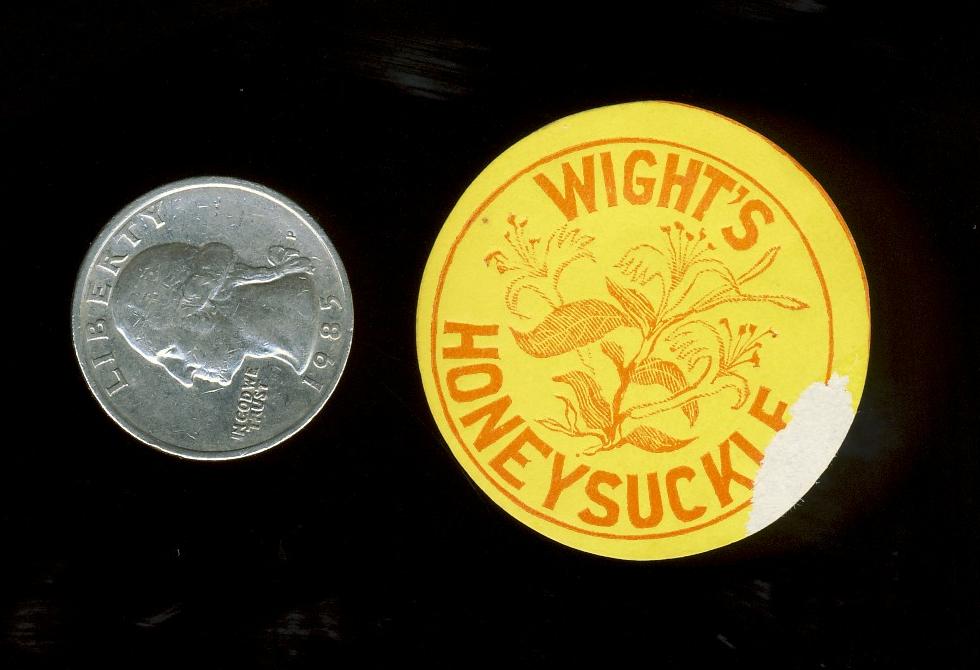 LIBERTY
IN GOD WE
TRUST
P
1985
WIGHT'S
HONEYSUCKLE